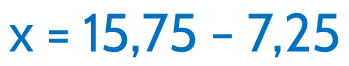 x = 15,75 – 7,25